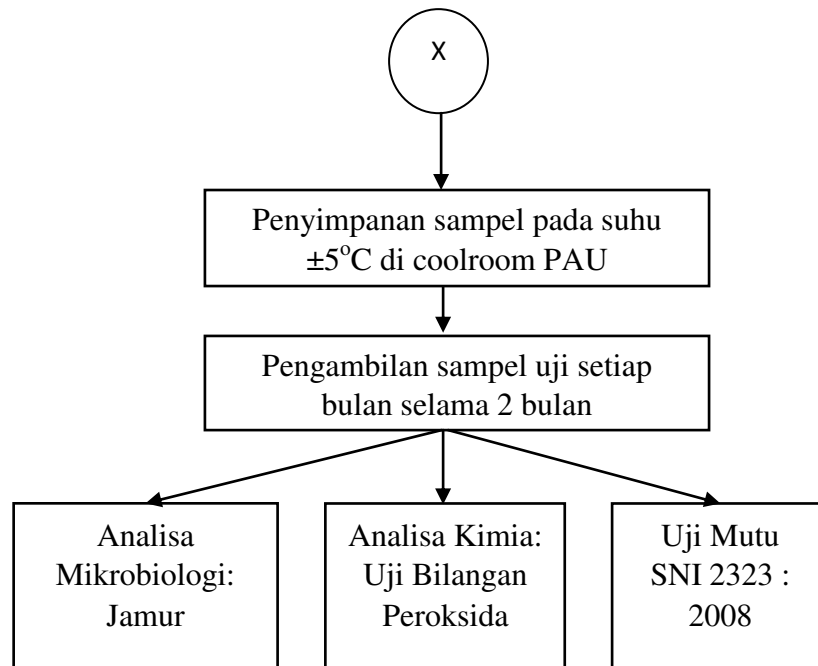 X
Penyimpanan sampel pada suhu
±5°C di coolroom PAU
Pengambilan sampel uji setiap
bulan selama 2 bulan
Analisa
Mikrobiologi:
Jamur
Analisa Kimia:
Uji Bilangan
Peroksida
Uji Mutu
SNI 2323 :
2008